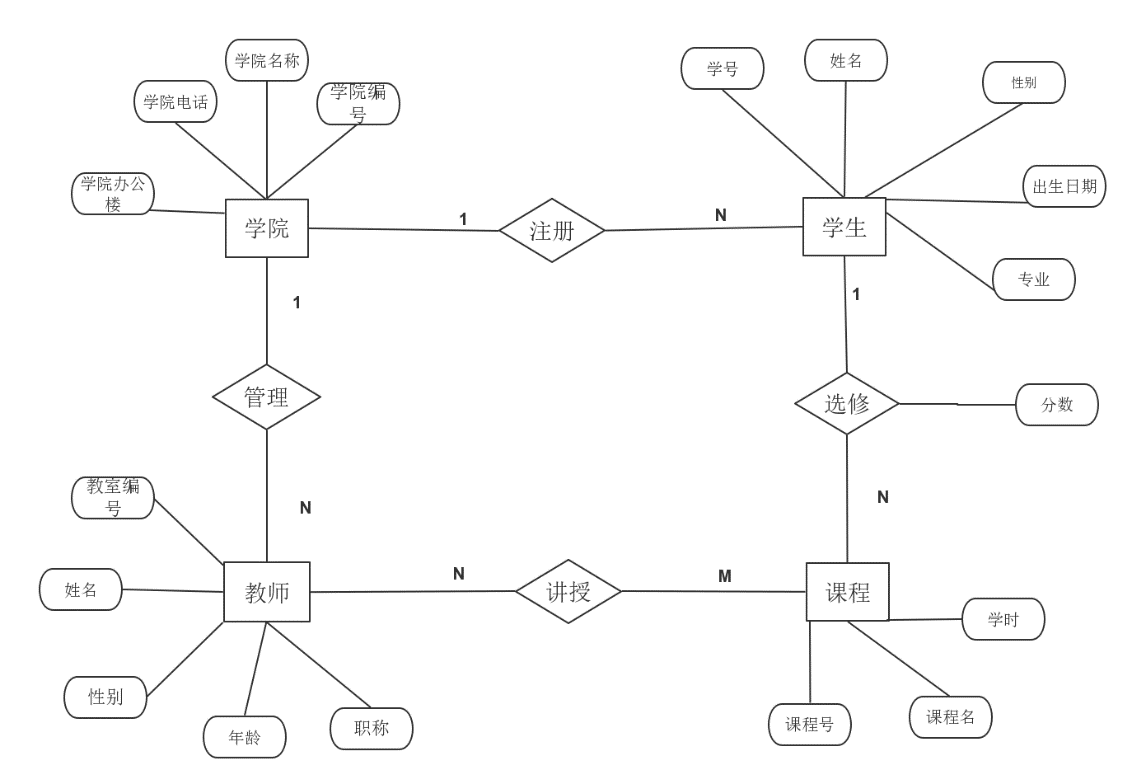 学院名称
姓名
学号
性别
学院电话
学院编
号
学院办公
楼
出生日期
学院
1
注册
N
学生
专业
1
1
管理
选修
分数
教室编
号
N
N
姓名
教师
N
讲授
M
课程
学时
性别
年龄
职称
课程号
课程名